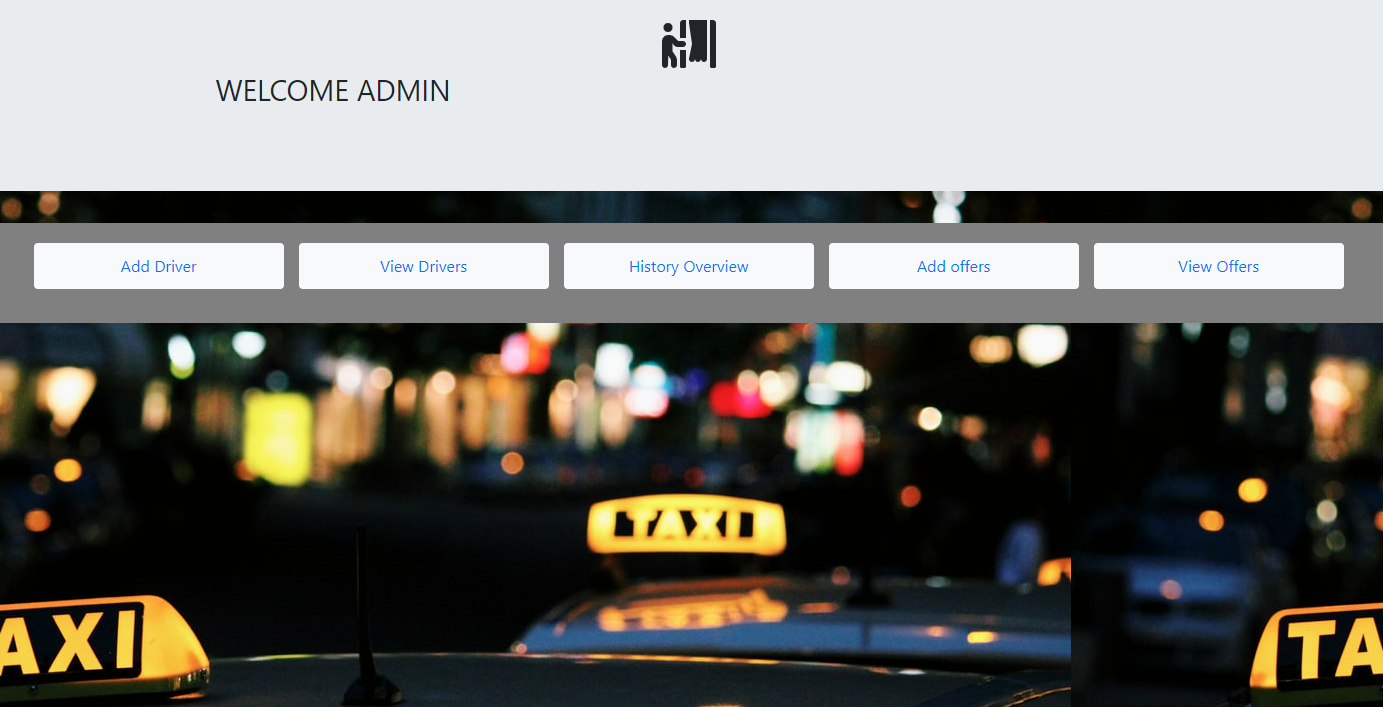 WELCOME ADMIN
Add Driver
View Drivers
History Overview
Add offers
View Offers
TAXI
AXI
TA